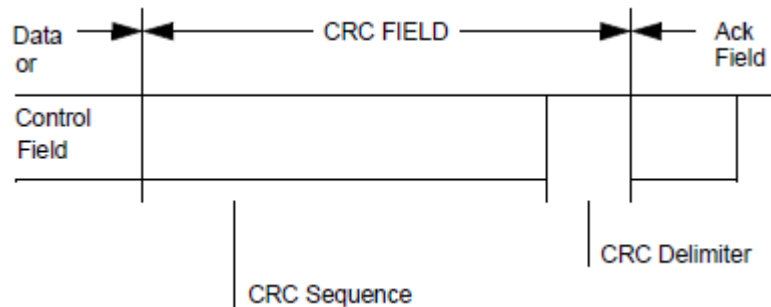 Data
or
CRC FIELD
Ack
Field
Control
Field
CRC Delimiter
CRC Sequence